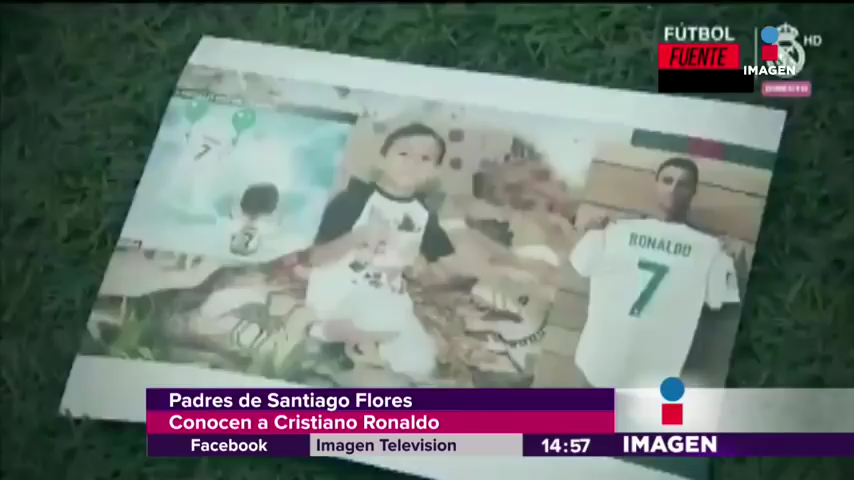 FÚTBOL
FUENTE
IMAGEN
HD
7
RONALDO
7
Padres de Santiago Flores
Conocen a Cristiano Ronaldo
Facebook
Imagen Television
14:57
IMAGEN